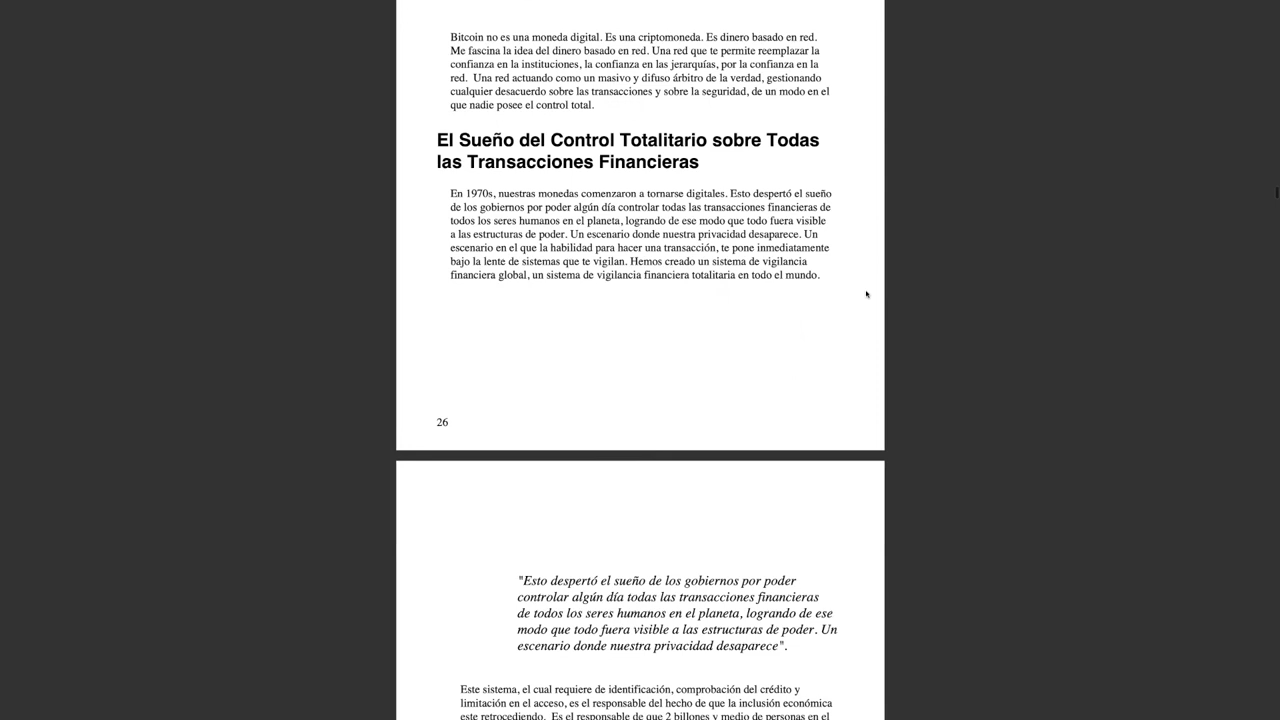 Bitcoin no es una moneda digital. Es una criptomoneda. Es dinero basado en red.
Me fascina la idea del dinero basado en red. Una red que te permite reemplazar la
confianza en la instituciones, la confianza en las jerarquías, por la confianza en la
red.  Una red actuando como un masivo y difuso árbitro de la verdad, gestionando
cualquier desacuerdo sobre las transacciones y sobre la seguridad, de un modo en el
que nadie posee el control total.
El Sueño del Control Totalitario sobre Todas
las Transacciones Financieras
En 1970s, nuestras monedas comenzaron a tornarse digitales. Esto despertó el sueño
de los gobiernos por poder algún día controlar todas las transacciones financieras de
todos los seres humanos en el planeta, logrando de ese modo que todo fuera visible
a las estructuras de poder. Un escenario donde nuestra privacidad desaparece. Un
escenario en el que la habilidad para hacer una transacción, te pone inmediatamente
bajo la lente de sistemas que te vigilan. Hemos creado un sistema de vigilancia
financiera global, un sistema de vigilancia financiera totalitaria en todo el mundo.
26
"Esto despertó el sueño de los gobiernos por poder
controlar algún día todas las transacciones financieras
de todos los seres humanos en el planeta, logrando de ese
modo que todo fuera visible a las estructuras de poder. Un
escenario donde nuestra privacidad desaparece".
Este sistema, el cual requiere de identificación, comprobación del crédito y
limitación en el acceso, es el responsable del hecho de que la inclusión económica
este retrocediendo.  Es el responsable de que 2 billones y medio de personas en el